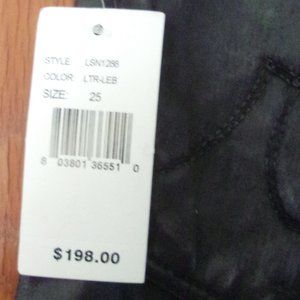 STYLE: LSN1288
COLOR: LTR-LEB
SIZE: 25
8 03801 36551 0
$198.00